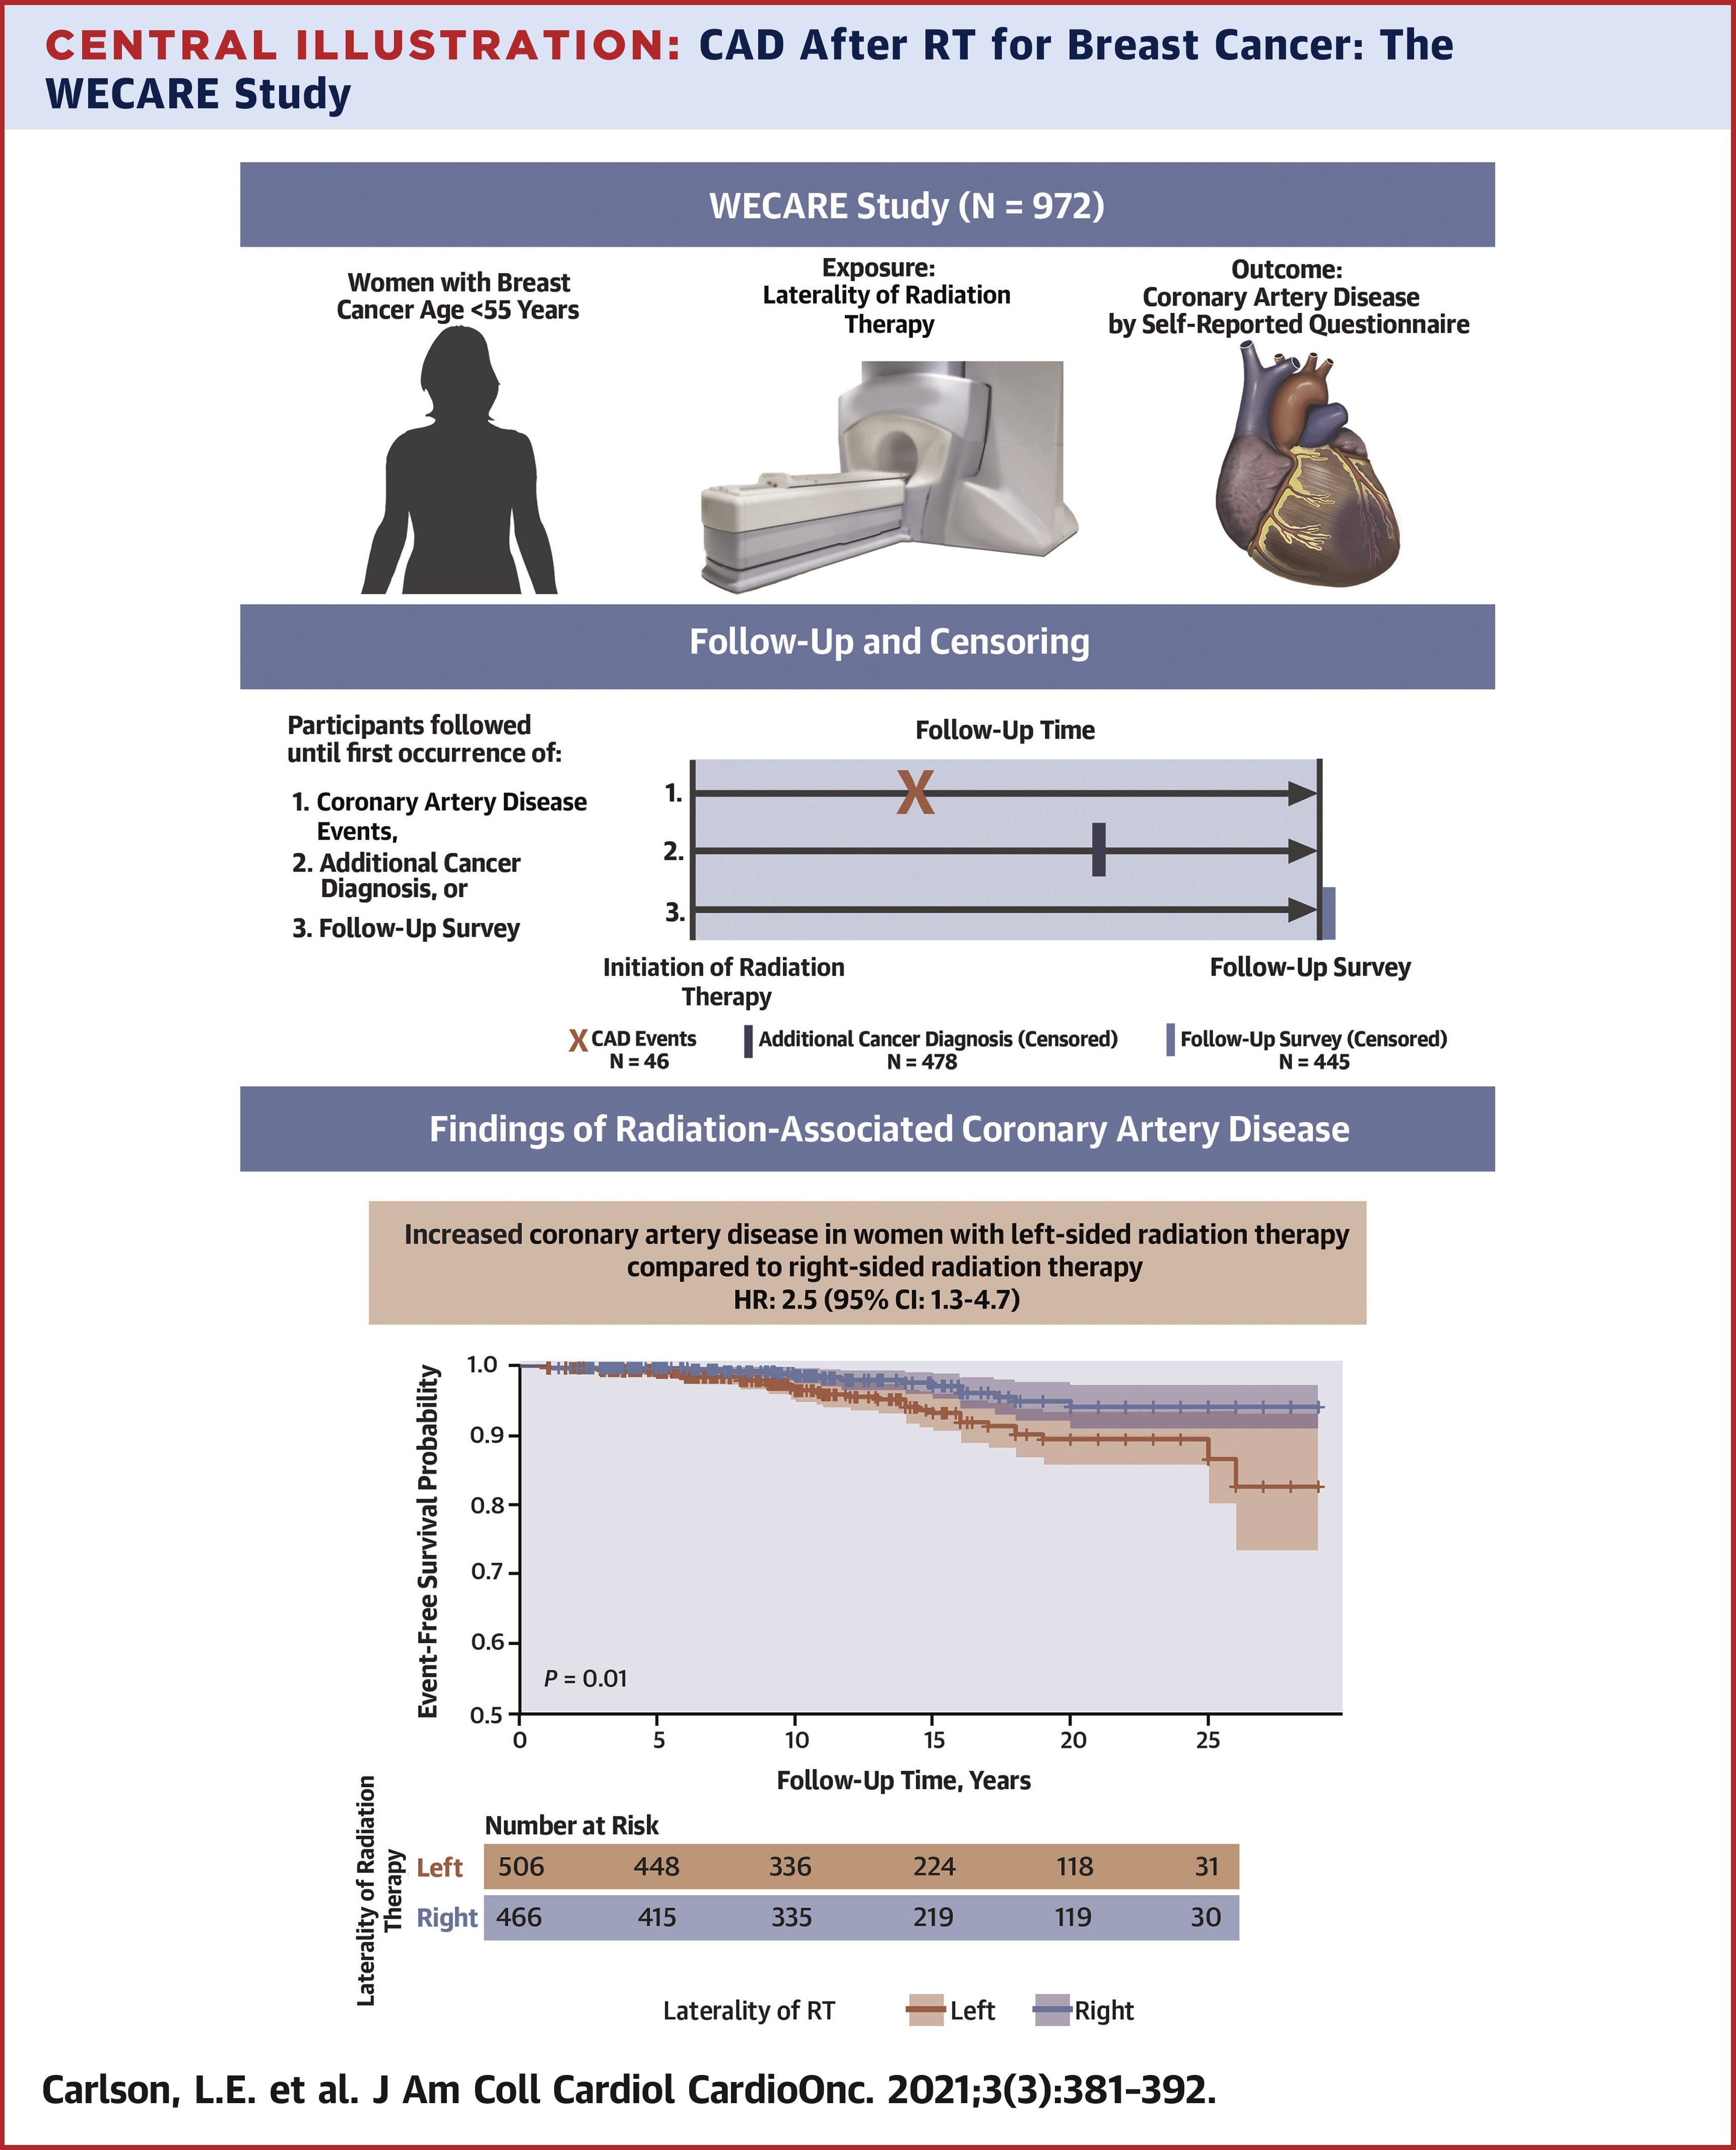 CENTRAL ILLUSTRATION: CAD After RT for Breast Cancer: The
WECARE Study
WECARE Study (N = 972)
Women with Breast
Cancer Age <55 Years
Exposure:
Laterality of Radiation
Therapy
Outcome:
Coronary Artery Disease
by Self-Reported Questionnaire
Follow-Up and Censoring
Participants followed
until first occurrence of:
1. Coronary Artery Disease
Events,
2. Additional Cancer
Diagnosis, or
3. Follow-Up Survey
Follow-Up Time
1.
2.
3.
Initiation of Radiation
Therapy
Follow-Up Survey
X CAD Events
N = 46
Additional Cancer Diagnosis (Censored)
N = 478
Follow-Up Survey (Censored)
N = 445
Findings of Radiation-Associated Coronary Artery Disease
Increased coronary artery disease in women with left-sided radiation therapy
compared to right-sided radiation therapy
HR: 2.5 (95% CI: 1.3-4.7)
Event-Free Survival Probability
1.0
0.9
0.8
0.7
0.6
0.5
P = 0.01
0 5 10 15 20 25
Follow-Up Time, Years
Laterality of Radiation
Therapy
Number at Risk
Left 506 448 336 224 118 31
Right 466 415 335 219 119 30
Laterality of RT Left Right
Carlson, L.E. et al. J Am Coll Cardiol CardioOnc. 2021;3(3):381–392.